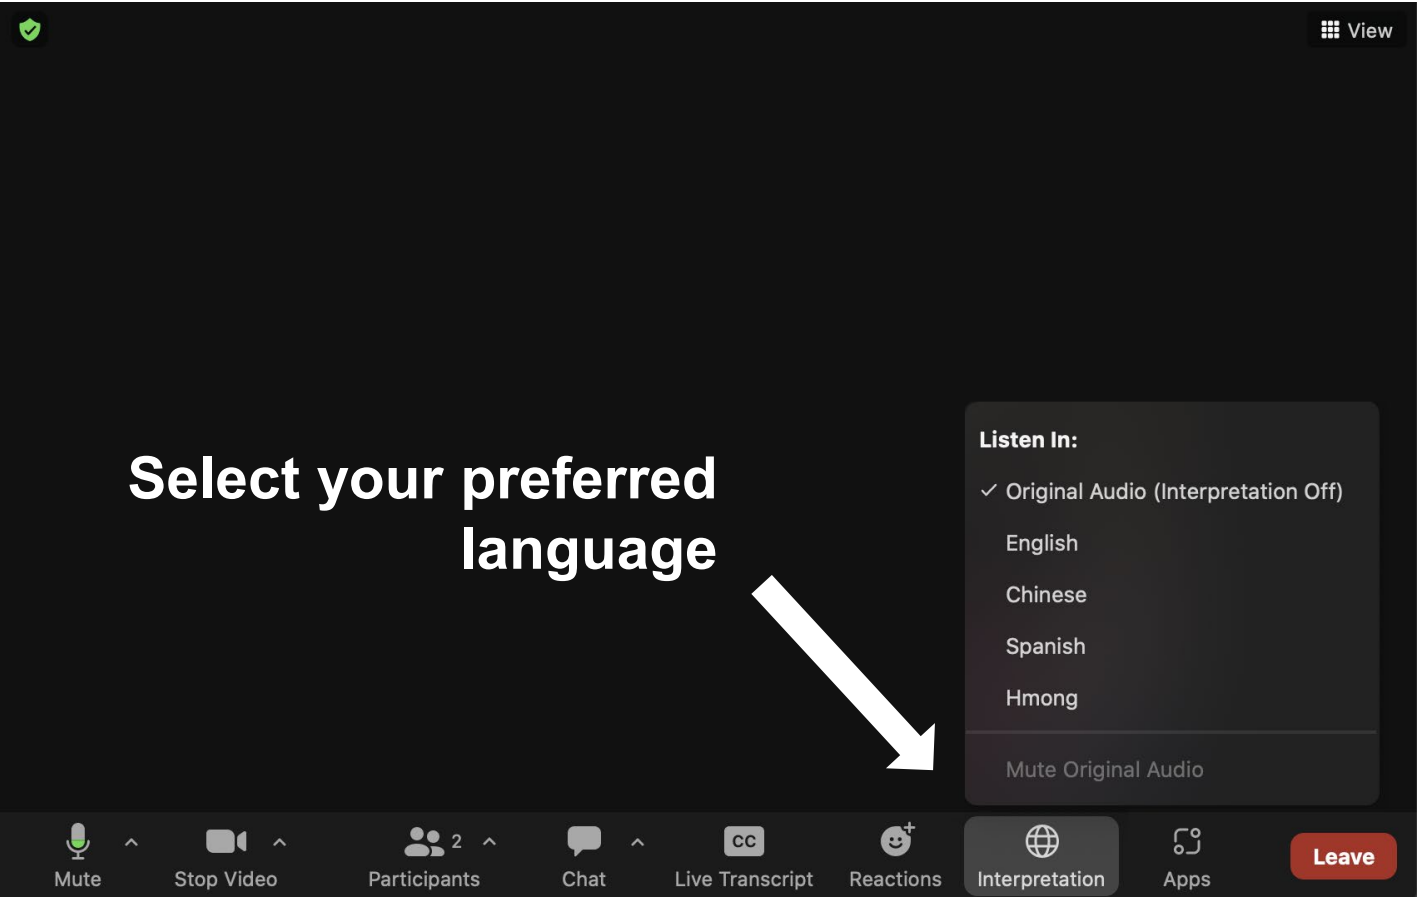 View
Select your preferred
language
Listen In:
Original Audio (Interpretation Off)
English
Chinese
Spanish
Hmong
Mute Original Audio
2
CC
Mute
Stop Video
Participants
Chat
Live Transcript
Reactions
Interpretation
Apps
Leave